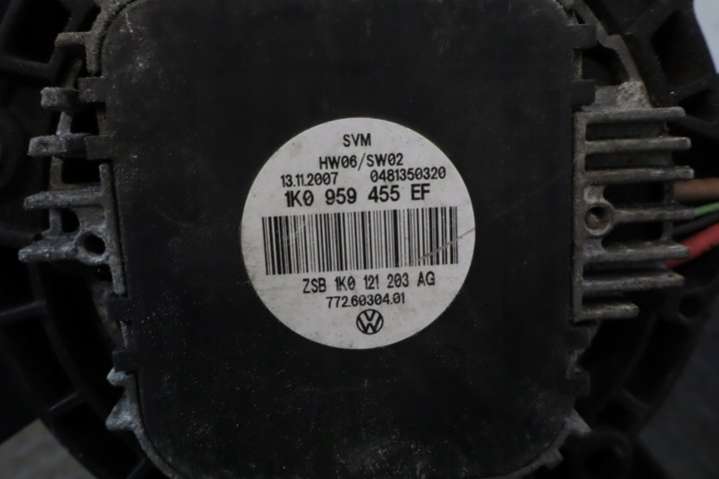 SVM
HW06/SW02
13.11.2007 0481350320
1K0 959 455 EF
ZSB 1K0 121 203 AG
772.60304.01